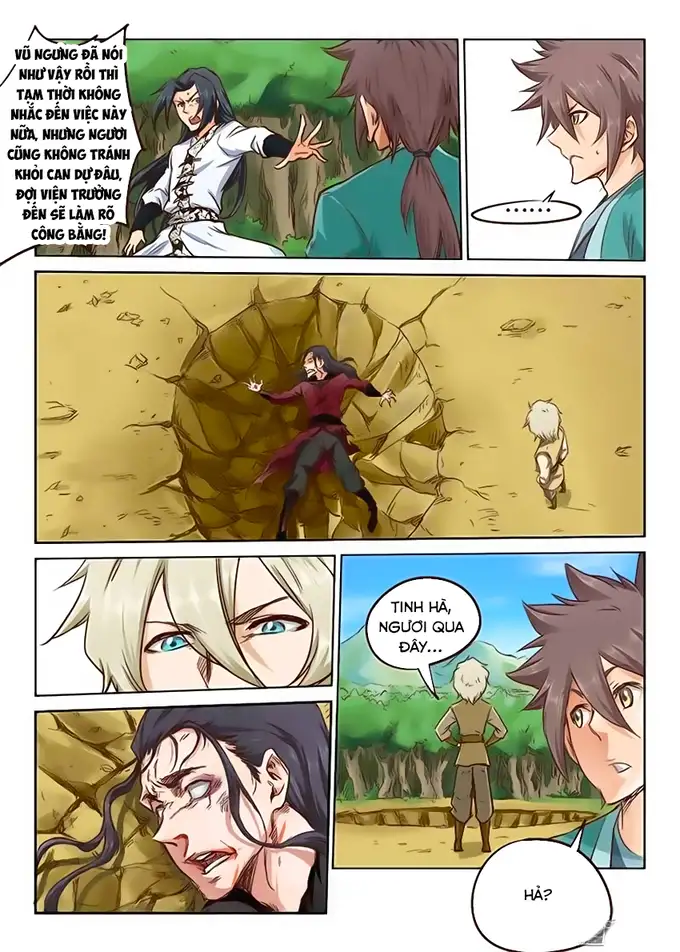 VŨ NGƯNG ĐÃ NÓI
NHƯ VẬY RỒI THÌ
TẠM THỜI KHÔNG
NHẮC ĐẾN VIỆC NÀY
NỮA, NHƯNG NGƯƠI
CŨNG KHÔNG TRÁNH
KHỎI CAN DỰ ĐÂU,
ĐỢI VIỆN TRƯỜNG
ĐẾN SẼ LÀM RÕ
CÔNG BẰNG!
......
TINH HÀ,
NGƯƠI QUA
ĐÂY...
HẢ?